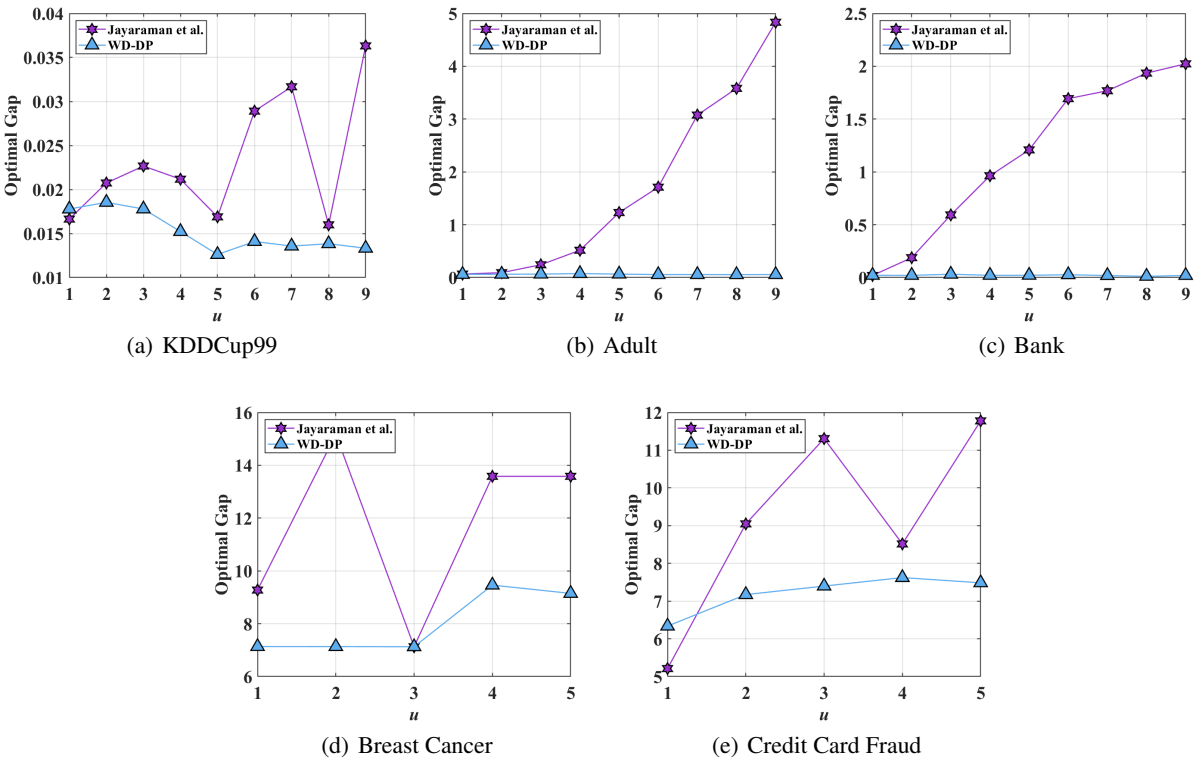 Jayaraman et al.
WD-DP
Optimal Gap
0.04
0.035
0.03
0.025
0.02
0.015
0.01
1 2 3 4 5 6 7 8 9
u
(a) KDDCup99
Jayaraman et al.
WD-DP
Optimal Gap
5
4
3
2
1
0
1 2 3 4 5 6 7 8 9
u
(b) Adult
Jayaraman et al.
WD-DP
Optimal Gap
2.5
2
1.5
1
0.5
0
1 2 3 4 5 6 7 8 9
u
(c) Bank
Jayaraman et al.
WD-DP
Optimal Gap
16
14
12
10
8
6
1 2 3 4 5
u
(d) Breast Cancer
Jayaraman et al.
WD-DP
Optimal Gap
12
11
10
9
8
7
6
5
1 2 3 4 5
u
(e) Credit Card Fraud